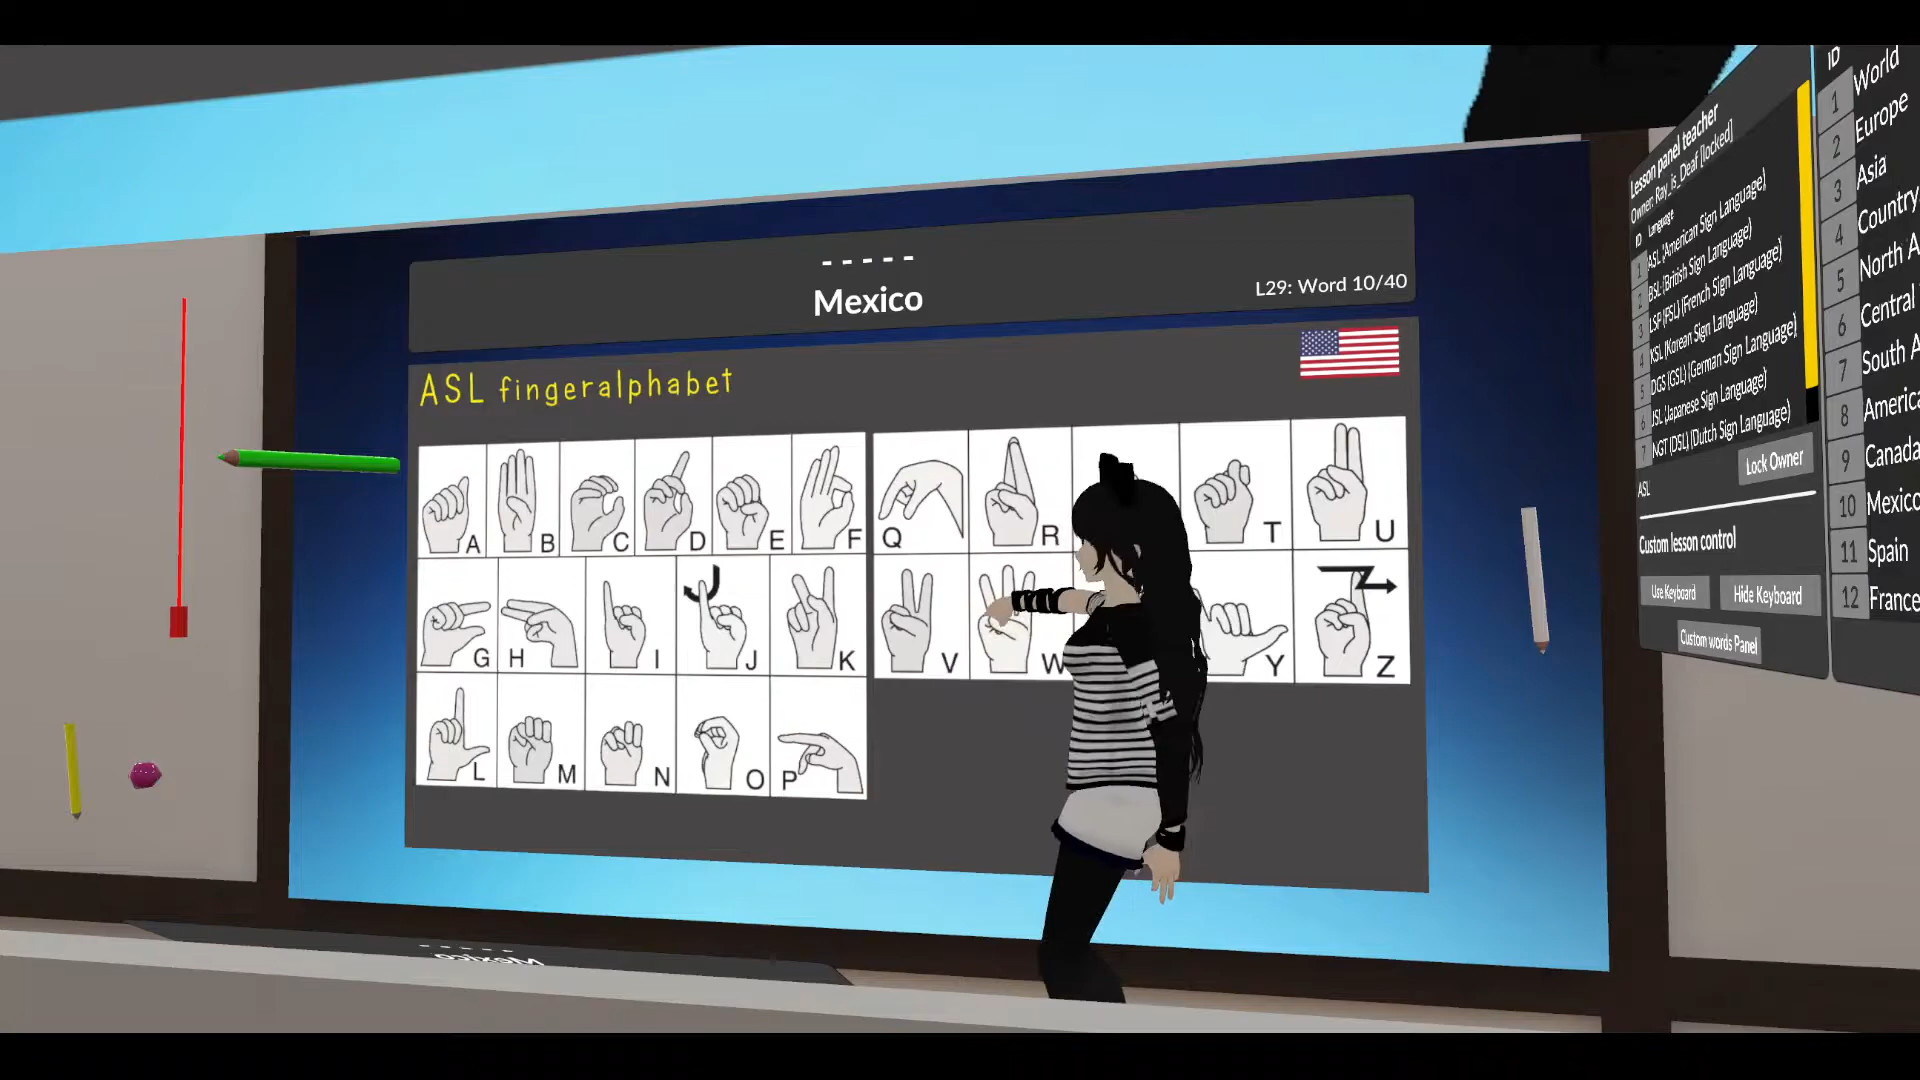 - - - - -
Mexico
L29: Word 10/40
ASL fingeralphabet
A B C D E F Q R T U
G H I J K V W Y Z
L M N O P
Lesson panel teacher
Owner: Ray_is_Deaf [locked]
ID Language
1 ASL (American Sign Language)
2 BSL (British Sign Language)
3 LSF (FSL) (French Sign Language)
4 KSL (Korean Sign Language)
5 DGS (GSL) (German Sign Language)
6 JSL (Japanese Sign Language)
7 NGT (DSL) (Dutch Sign Language)
Lock Owner
ASL
Custom lesson control
Use Keyboard Hide Keyboard
Custom words Panel
ID
1 World
2 Europe
3 Asia
4 Country
5 North A
6 Central
7 South A
8 America
9 Canada
10 Mexico
11 Spain
12 France
- - - - -
Mexico